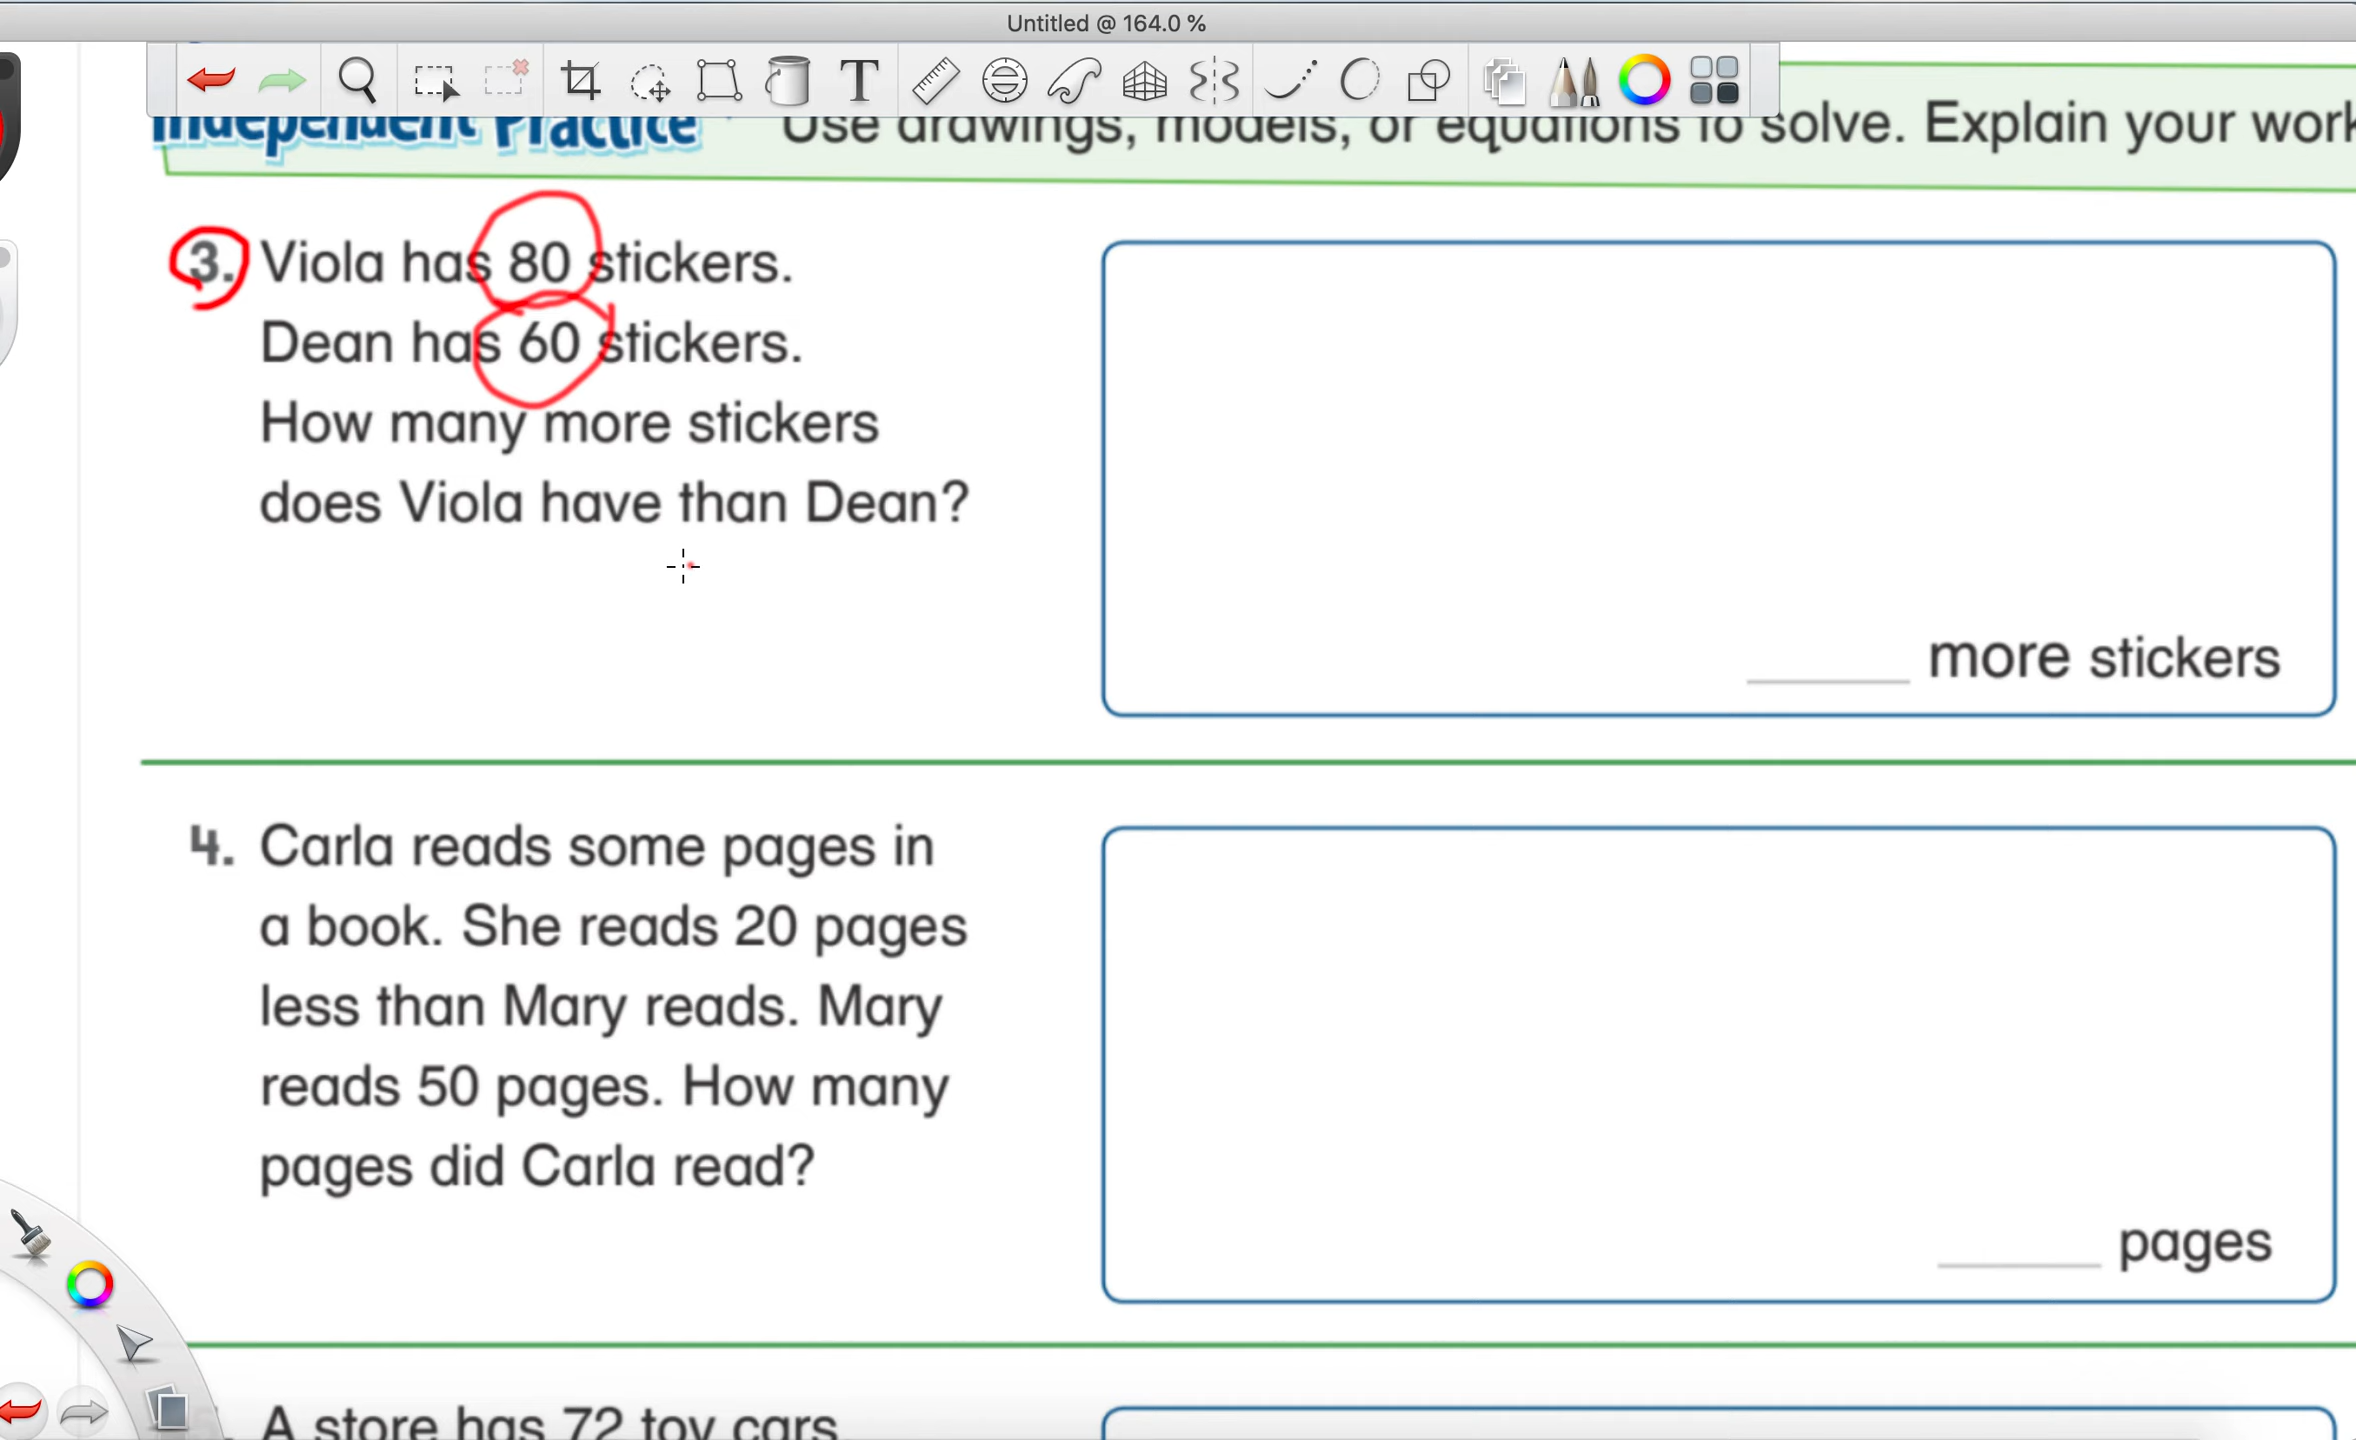 Untitled @ 164.0 %
Independent Practice Use drawings, models, or equations to solve. Explain your work
3. Viola has 80 stickers.
Dean has 60 stickers.
How many more stickers
does Viola have than Dean?
more stickers
4. Carla reads some pages in
a book. She reads 20 pages
less than Mary reads. Mary
reads 50 pages. How many
pages did Carla read?
pages
A store has 72 toy cars